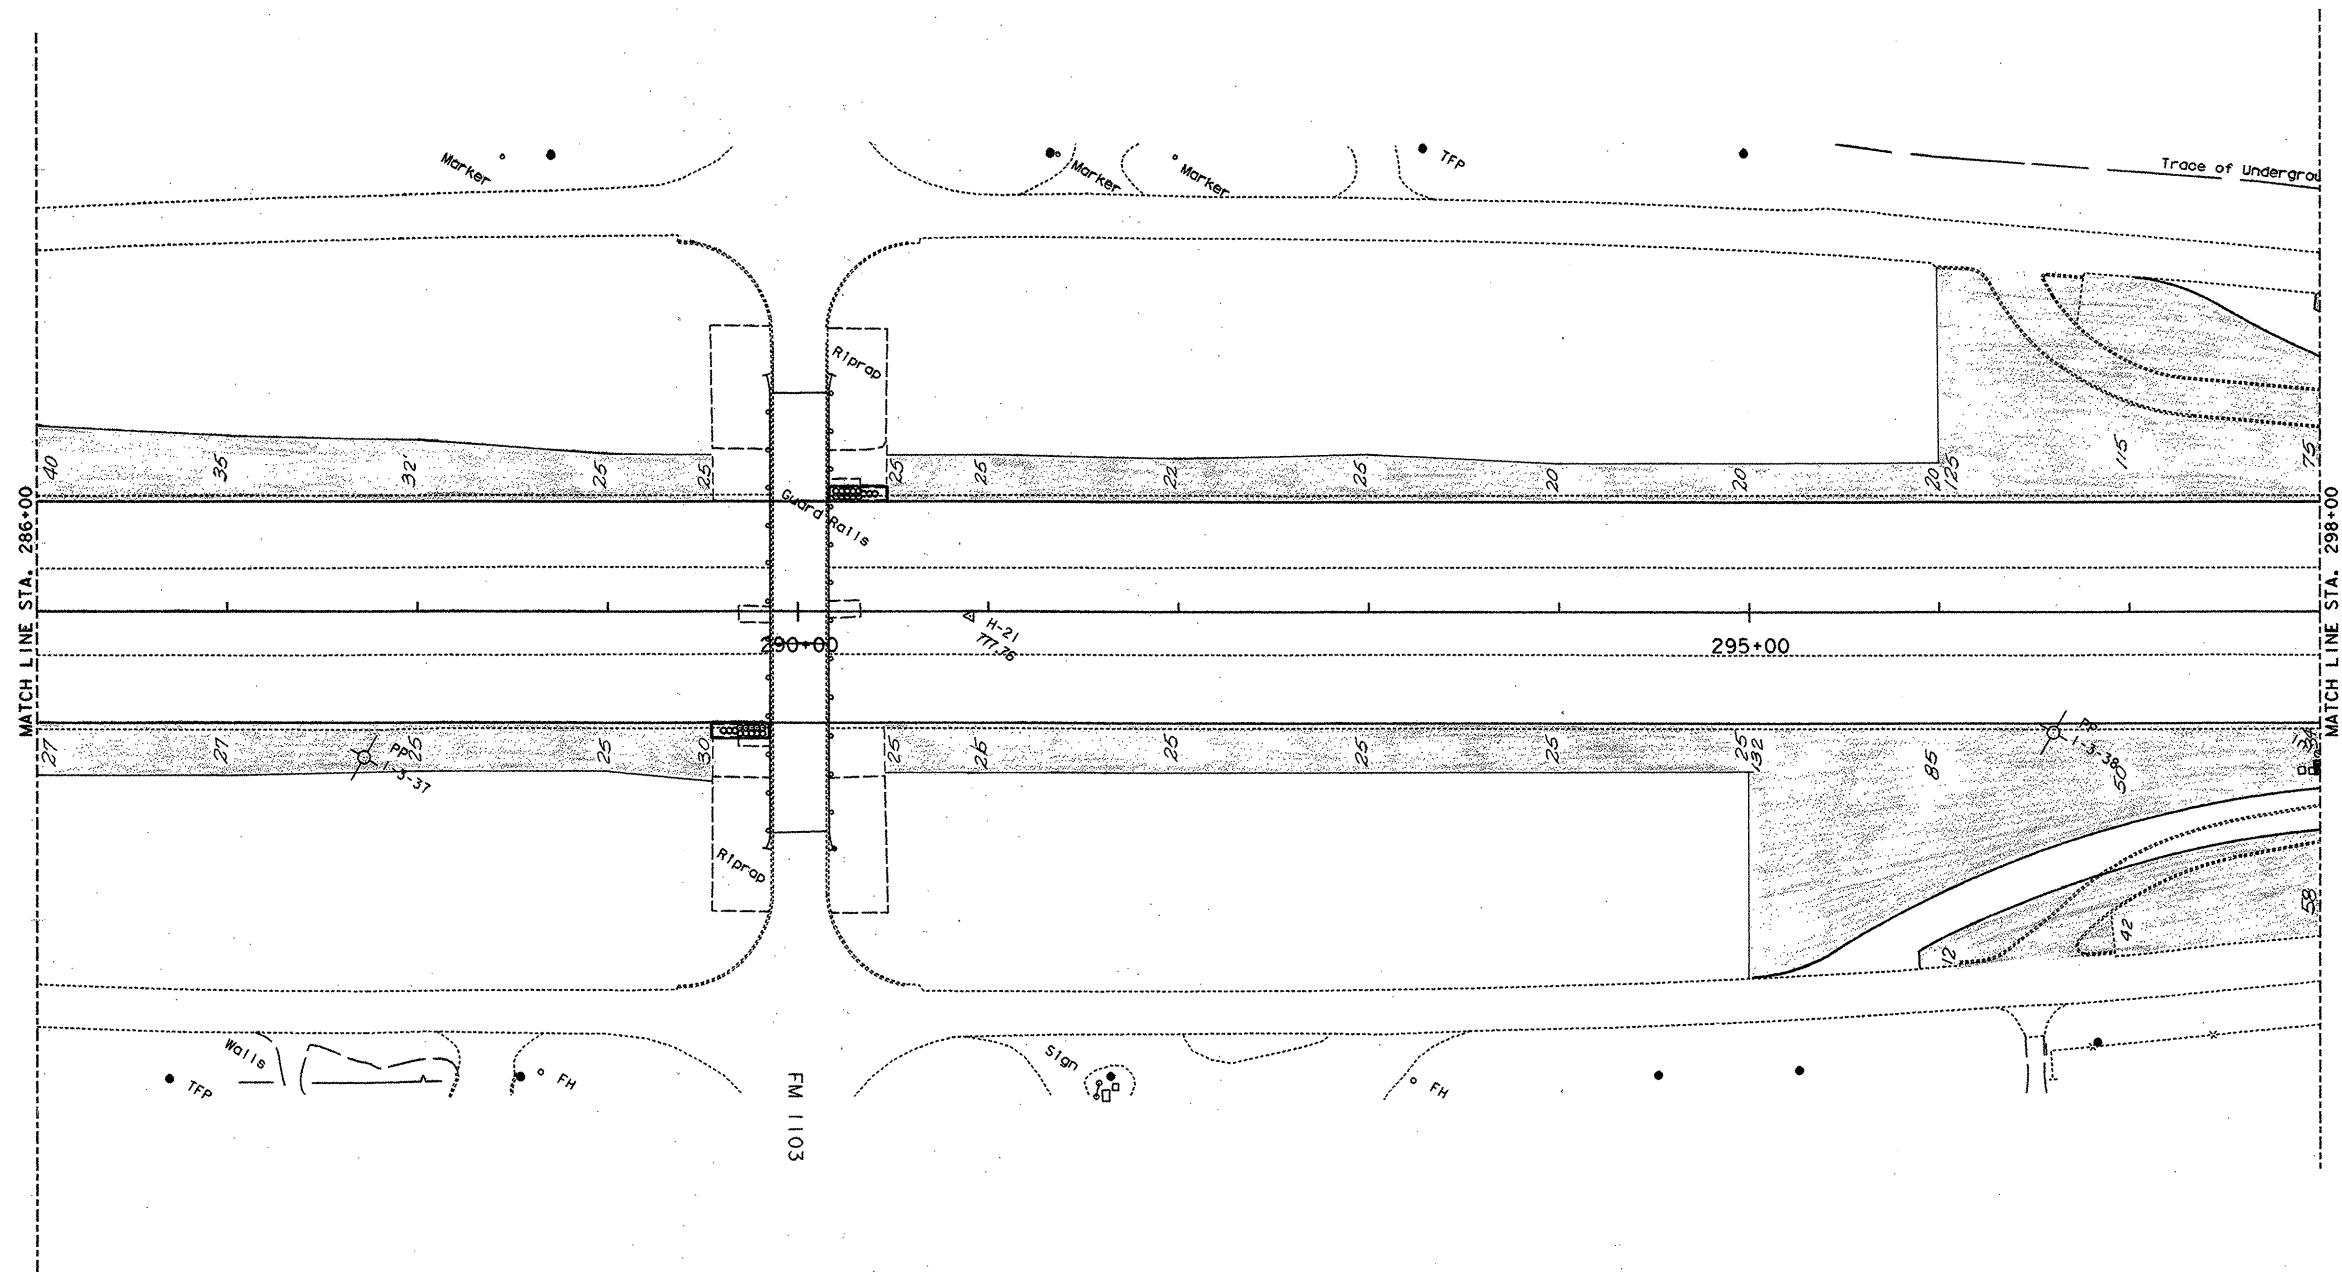 Marker
Marker
Marker
TFP
Trace of Undergrou
Riprap
40
35
32'
25
25
25
25
22
25
20
20
20
125
115
75
Guard Rails
MATCH LINE STA. 286+00
MATCH LINE STA. 298+00
H-21
777.76
290+00
295+00
27
27
PP
1-3-37
25
25
30
25
25
25
25
25
25
132
85
PP
1-3-38
50
Riprap
58
42
12
Walls
TFP
FH
FM 1103
Sign
FH